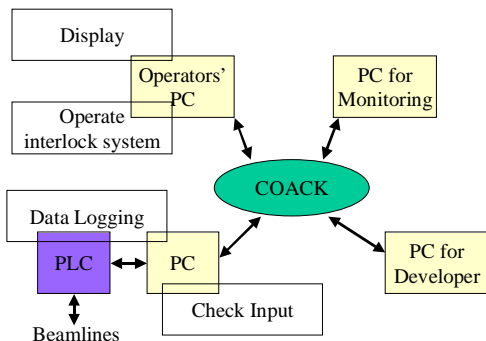 Display
Operators'
PC
PC for
Monitoring
Operate
interlock system
COACK
Data Logging
PLC
PC
PC for
Developer
Check Input
Beamlines